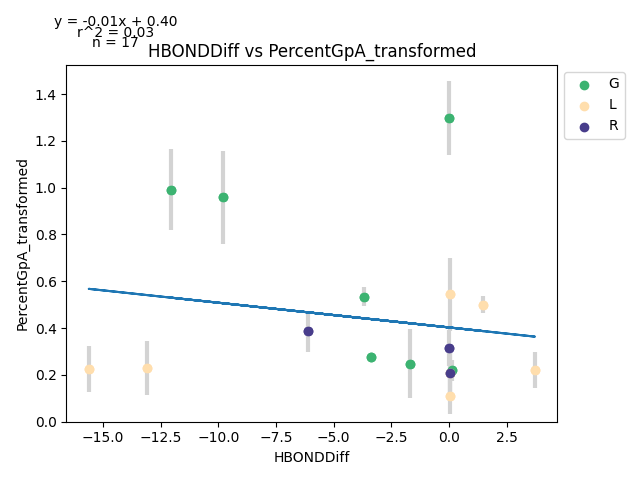 y = -0.01x + 0.40
r^2 = 0.03
n = 17
HBONDDiff vs PercentGpA_transformed
G
L
R
PercentGpA_transformed
1.4
1.2
1.0
0.8
0.6
0.4
0.2
0.0
−15.0 −12.5 −10.0 −7.5 −5.0 −2.5 0.0 2.5
HBONDDiff